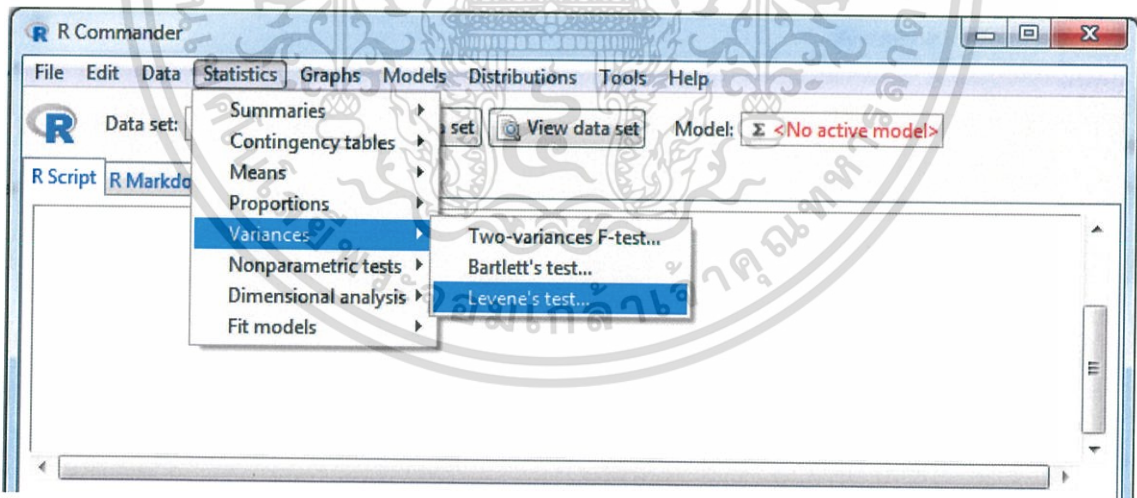 R Commander
File Edit Data Statistics Graphs Models Distributions Tools Help
Data set: set View data set Model: Σ <No active model>
R Script R Markdo
Summaries
Contingency tables
Means
Proportions
Variances
Nonparametric tests
Dimensional analysis
Fit models
Two-variances F-test...
Bartlett's test...
Levene's test...